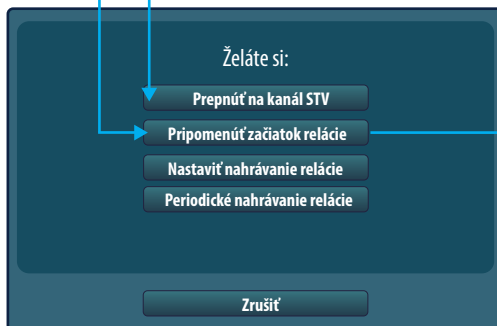 Želáte si:
Prepnúť na kanál STV
Pripomenúť začiatok relácie
Nastaviť nahrávanie relácie
Periodické nahrávanie relácie
Zrušiť